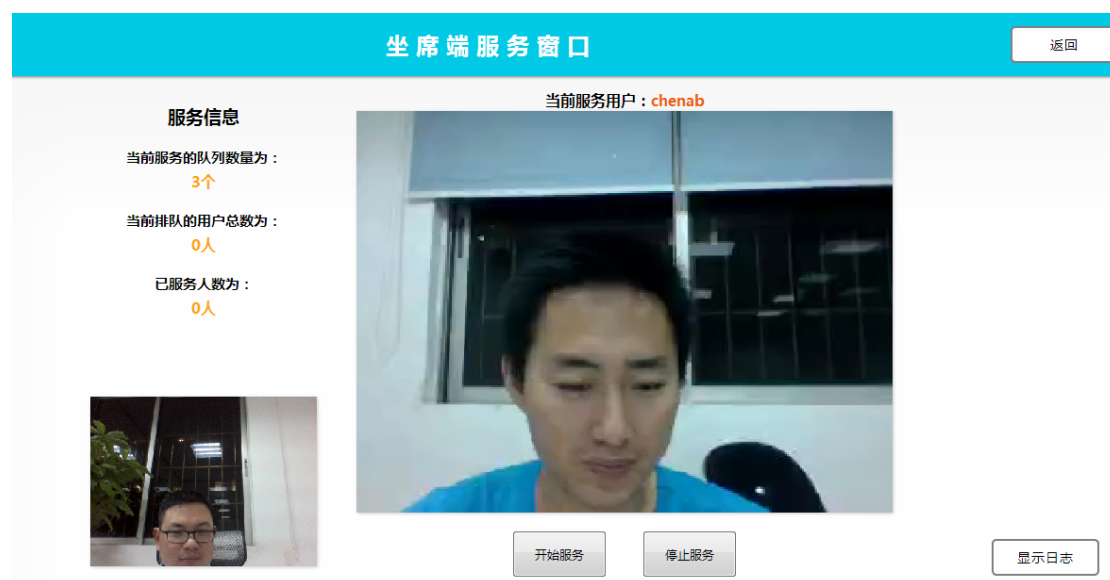 坐席端服务窗口
返回
服务信息
当前服务用户：chenab
当前服务的队列数量为：
3个
当前排队的用户总数为：
0人
已服务人数为：
0人
开始服务
停止服务
显示日志